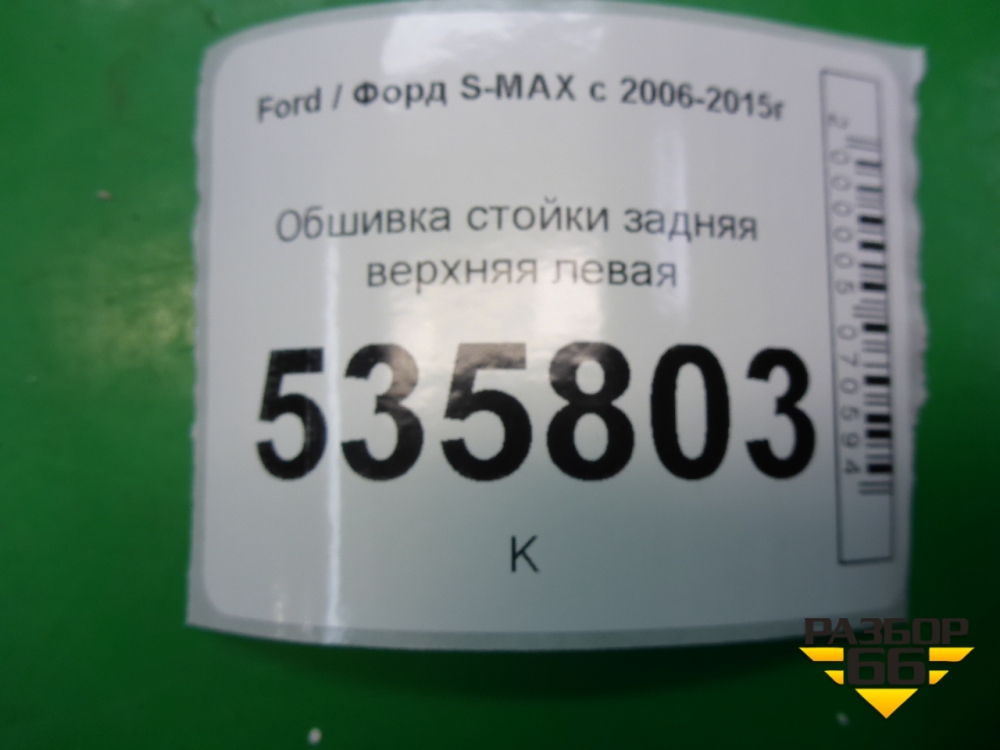 Ford / Форд S-MAX с 2006-2015г
Обшивка стойки задняя
верхняя левая
535803
К
2000005070594
РАЗБОР
66